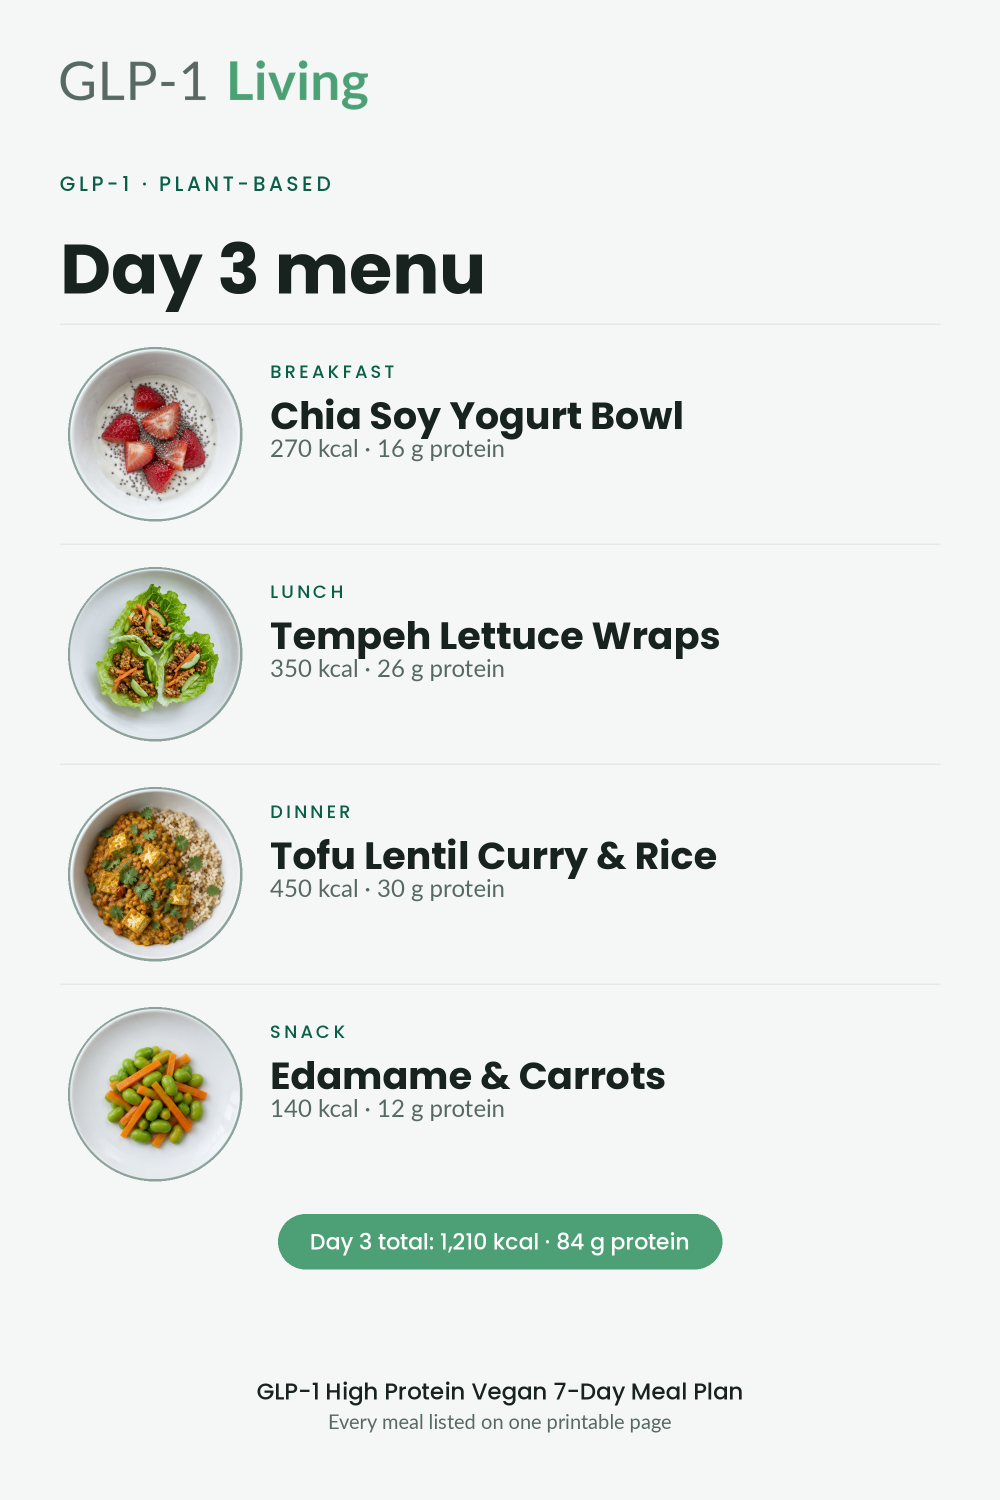 GLP-1 Living
GLP-1 · PLANT-BASED
Day 3 menu
BREAKFAST
Chia Soy Yogurt Bowl
270 kcal · 16 g protein
LUNCH
Tempeh Lettuce Wraps
350 kcal · 26 g protein
DINNER
Tofu Lentil Curry & Rice
450 kcal · 30 g protein
SNACK
Edamame & Carrots
140 kcal · 12 g protein
Day 3 total: 1,210 kcal · 84 g protein
GLP-1 High Protein Vegan 7-Day Meal Plan
Every meal listed on one printable page